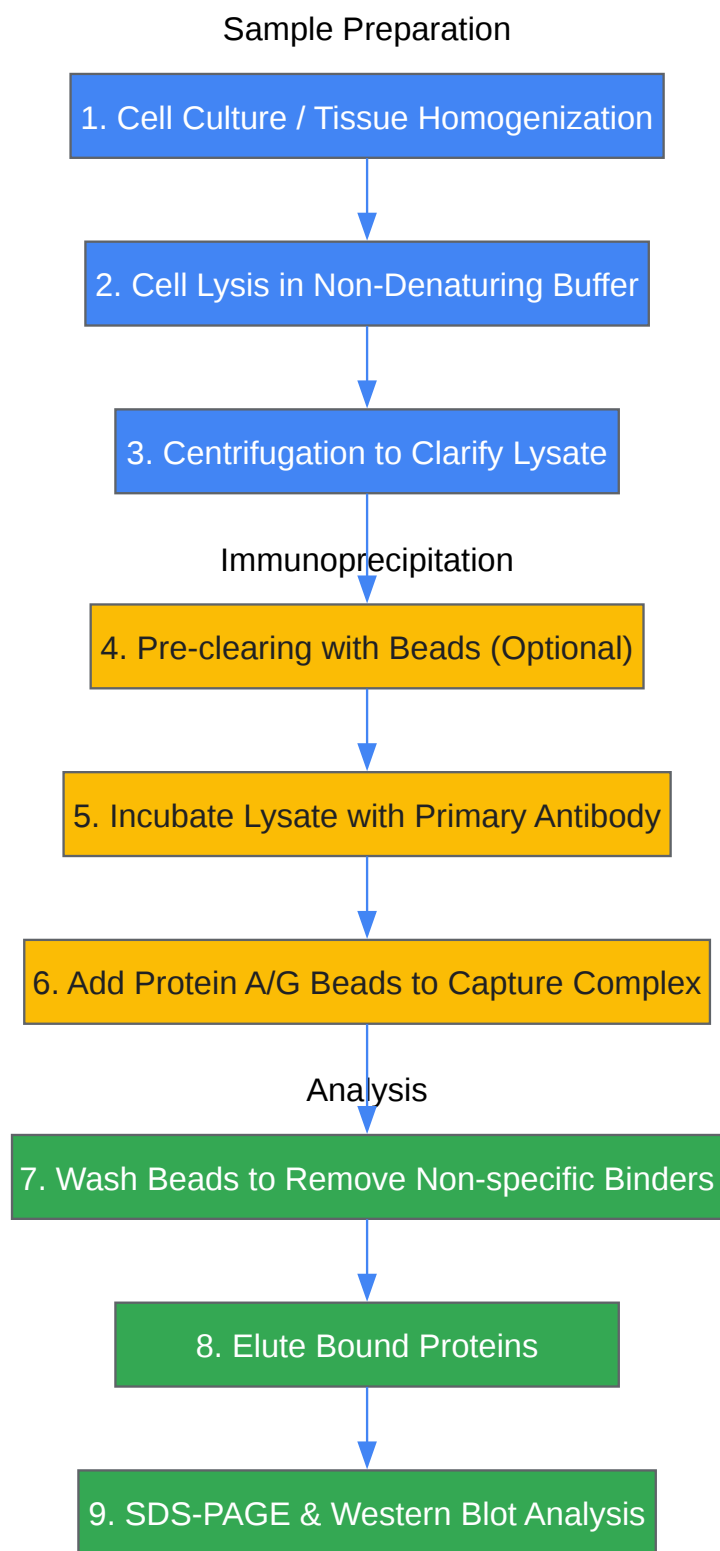 Sample Preparation
1. Cell Culture / Tissue Homogenization
2. Cell Lysis in Non-Denaturing Buffer
3. Centrifugation to Clarify Lysate
Immunoprecipitation
4. Pre-clearing with Beads (Optional)
5. Incubate Lysate with Primary Antibody
6. Add Protein A/G Beads to Capture Complex
Analysis
7. Wash Beads to Remove Non-specific Binders
8. Elute Bound Proteins
9. SDS-PAGE & Western Blot Analysis